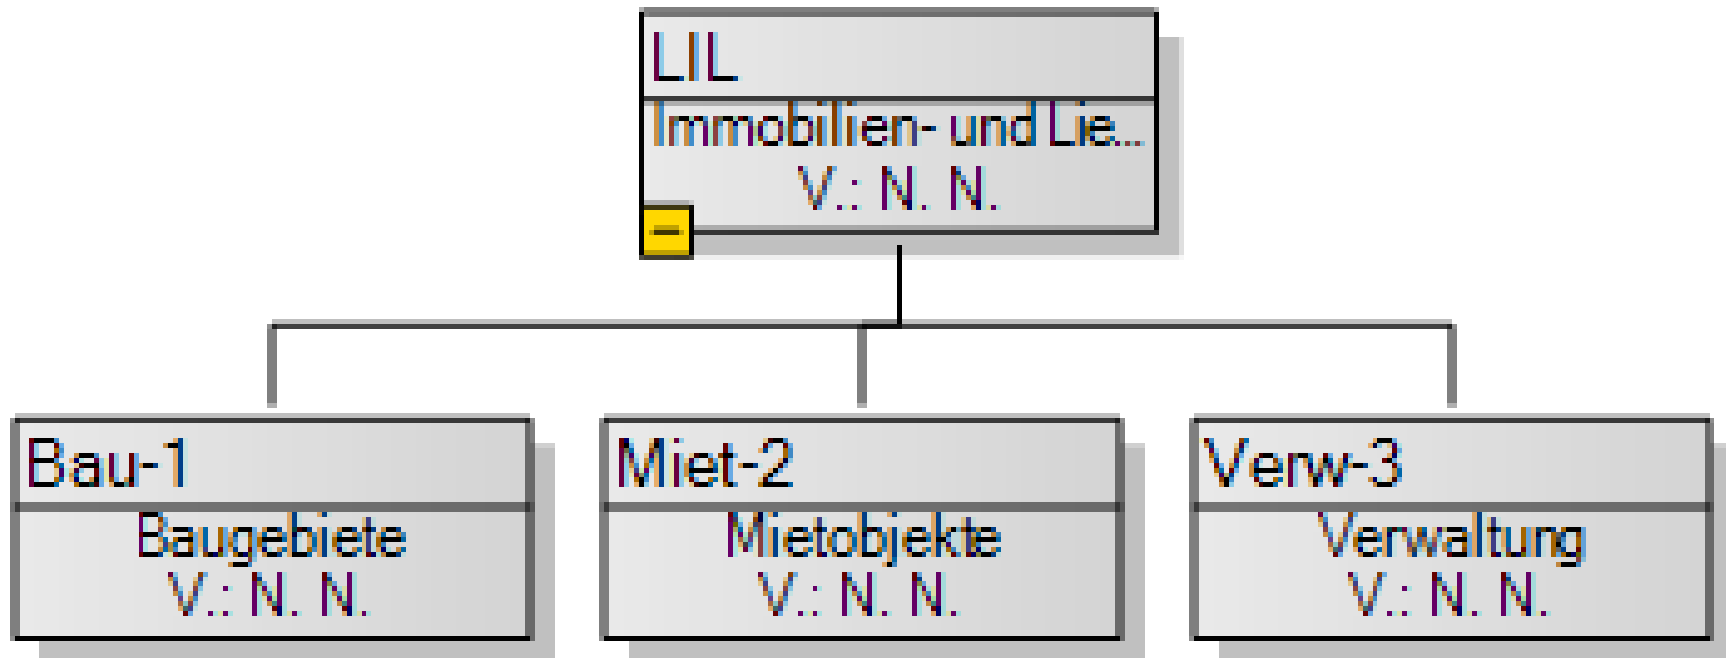 LIL
Immobilien- und Lie...
V.: N. N.
Bau-1
Baugebiete
V.: N. N.
Miet-2
Mietobjekte
V.: N. N.
Verw-3
Verwaltung
V.: N. N.